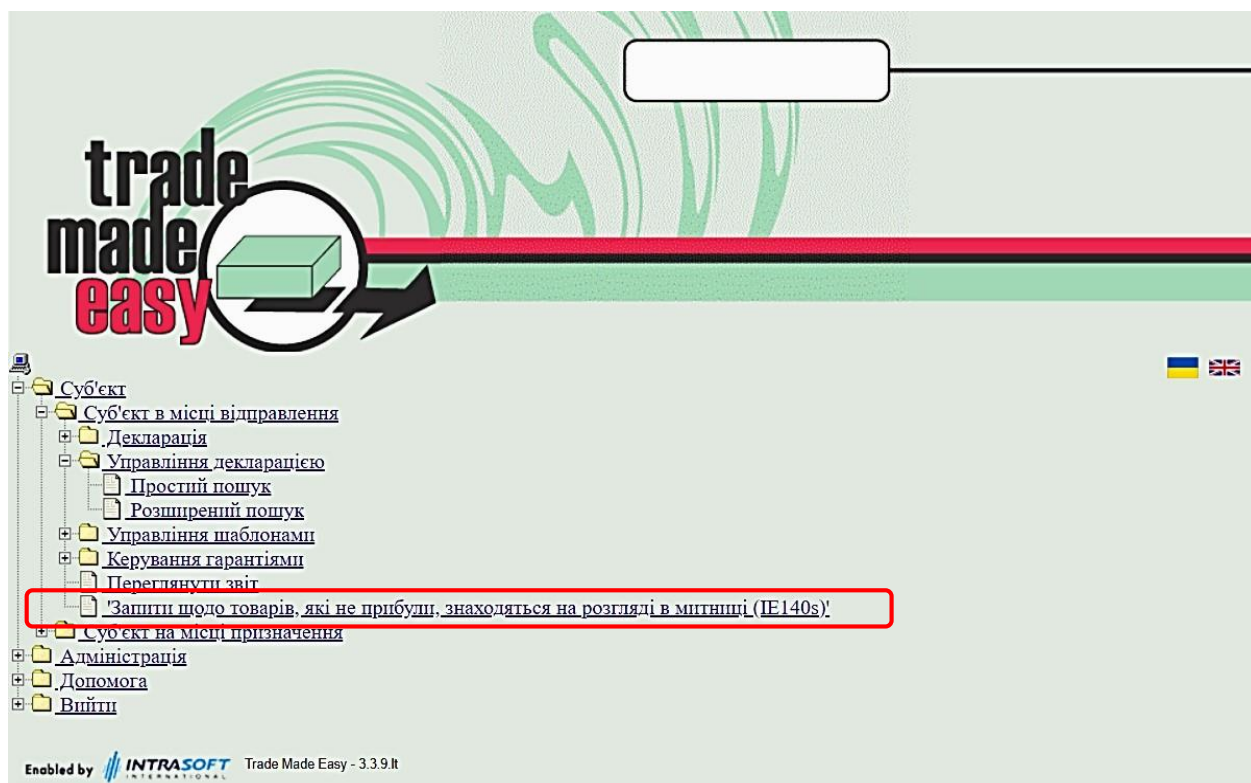 trade
made
easy
Суб'єкт
Суб'єкт в місці відправлення
Декларація
Управління декларацією
Простий пошук
Розширений пошук
Управління шаблонами
Керування гарантіями
Переглянути звіт
'Запити щодо товарів, які не прибули, знаходяться на розгляді в митниці (IE140s)'
Суб'єкт на місці призначення
Адміністрація
Допомога
Вийти
Enabled by INTRASOFT INTERNATIONAL Trade Made Easy - 3.3.9.lt